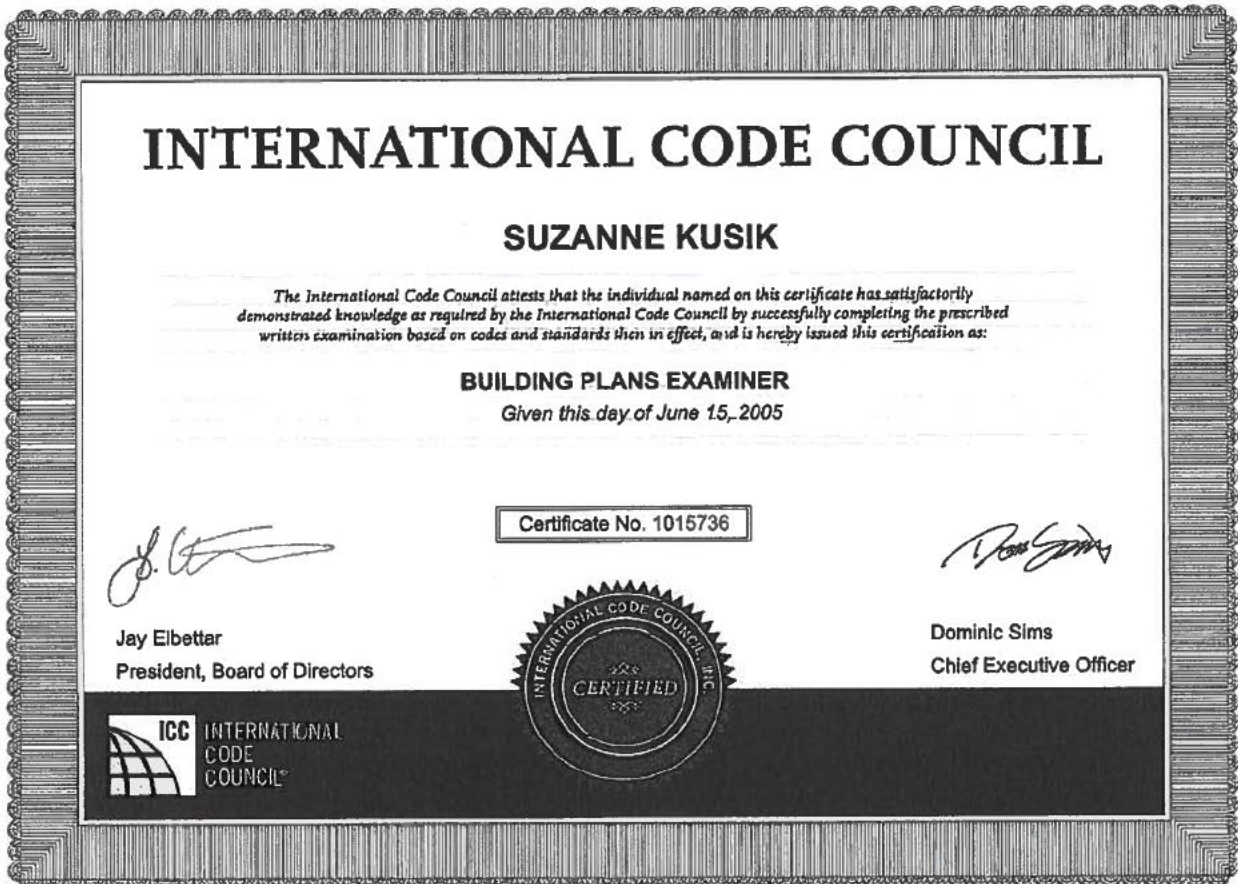 INTERNATIONAL CODE COUNCIL
SUZANNE KUSIK
The International Code Council attests that the individual named on this certificate has satisfactorily
demonstrated knowledge as required by the International Code Council by successfully completing the prescribed
written examination based on codes and standards then in effect, and is hereby issued this certification as:
BUILDING PLANS EXAMINER
Given this day of June 15, 2005
Certificate No. 1015736
Jay Elbettar
President, Board of Directors
Dominic Sims
Chief Executive Officer
INTERNATIONAL CODE COUNCIL, INC.
CERTIFIED
ICC INTERNATIONAL
CODE
COUNCIL®